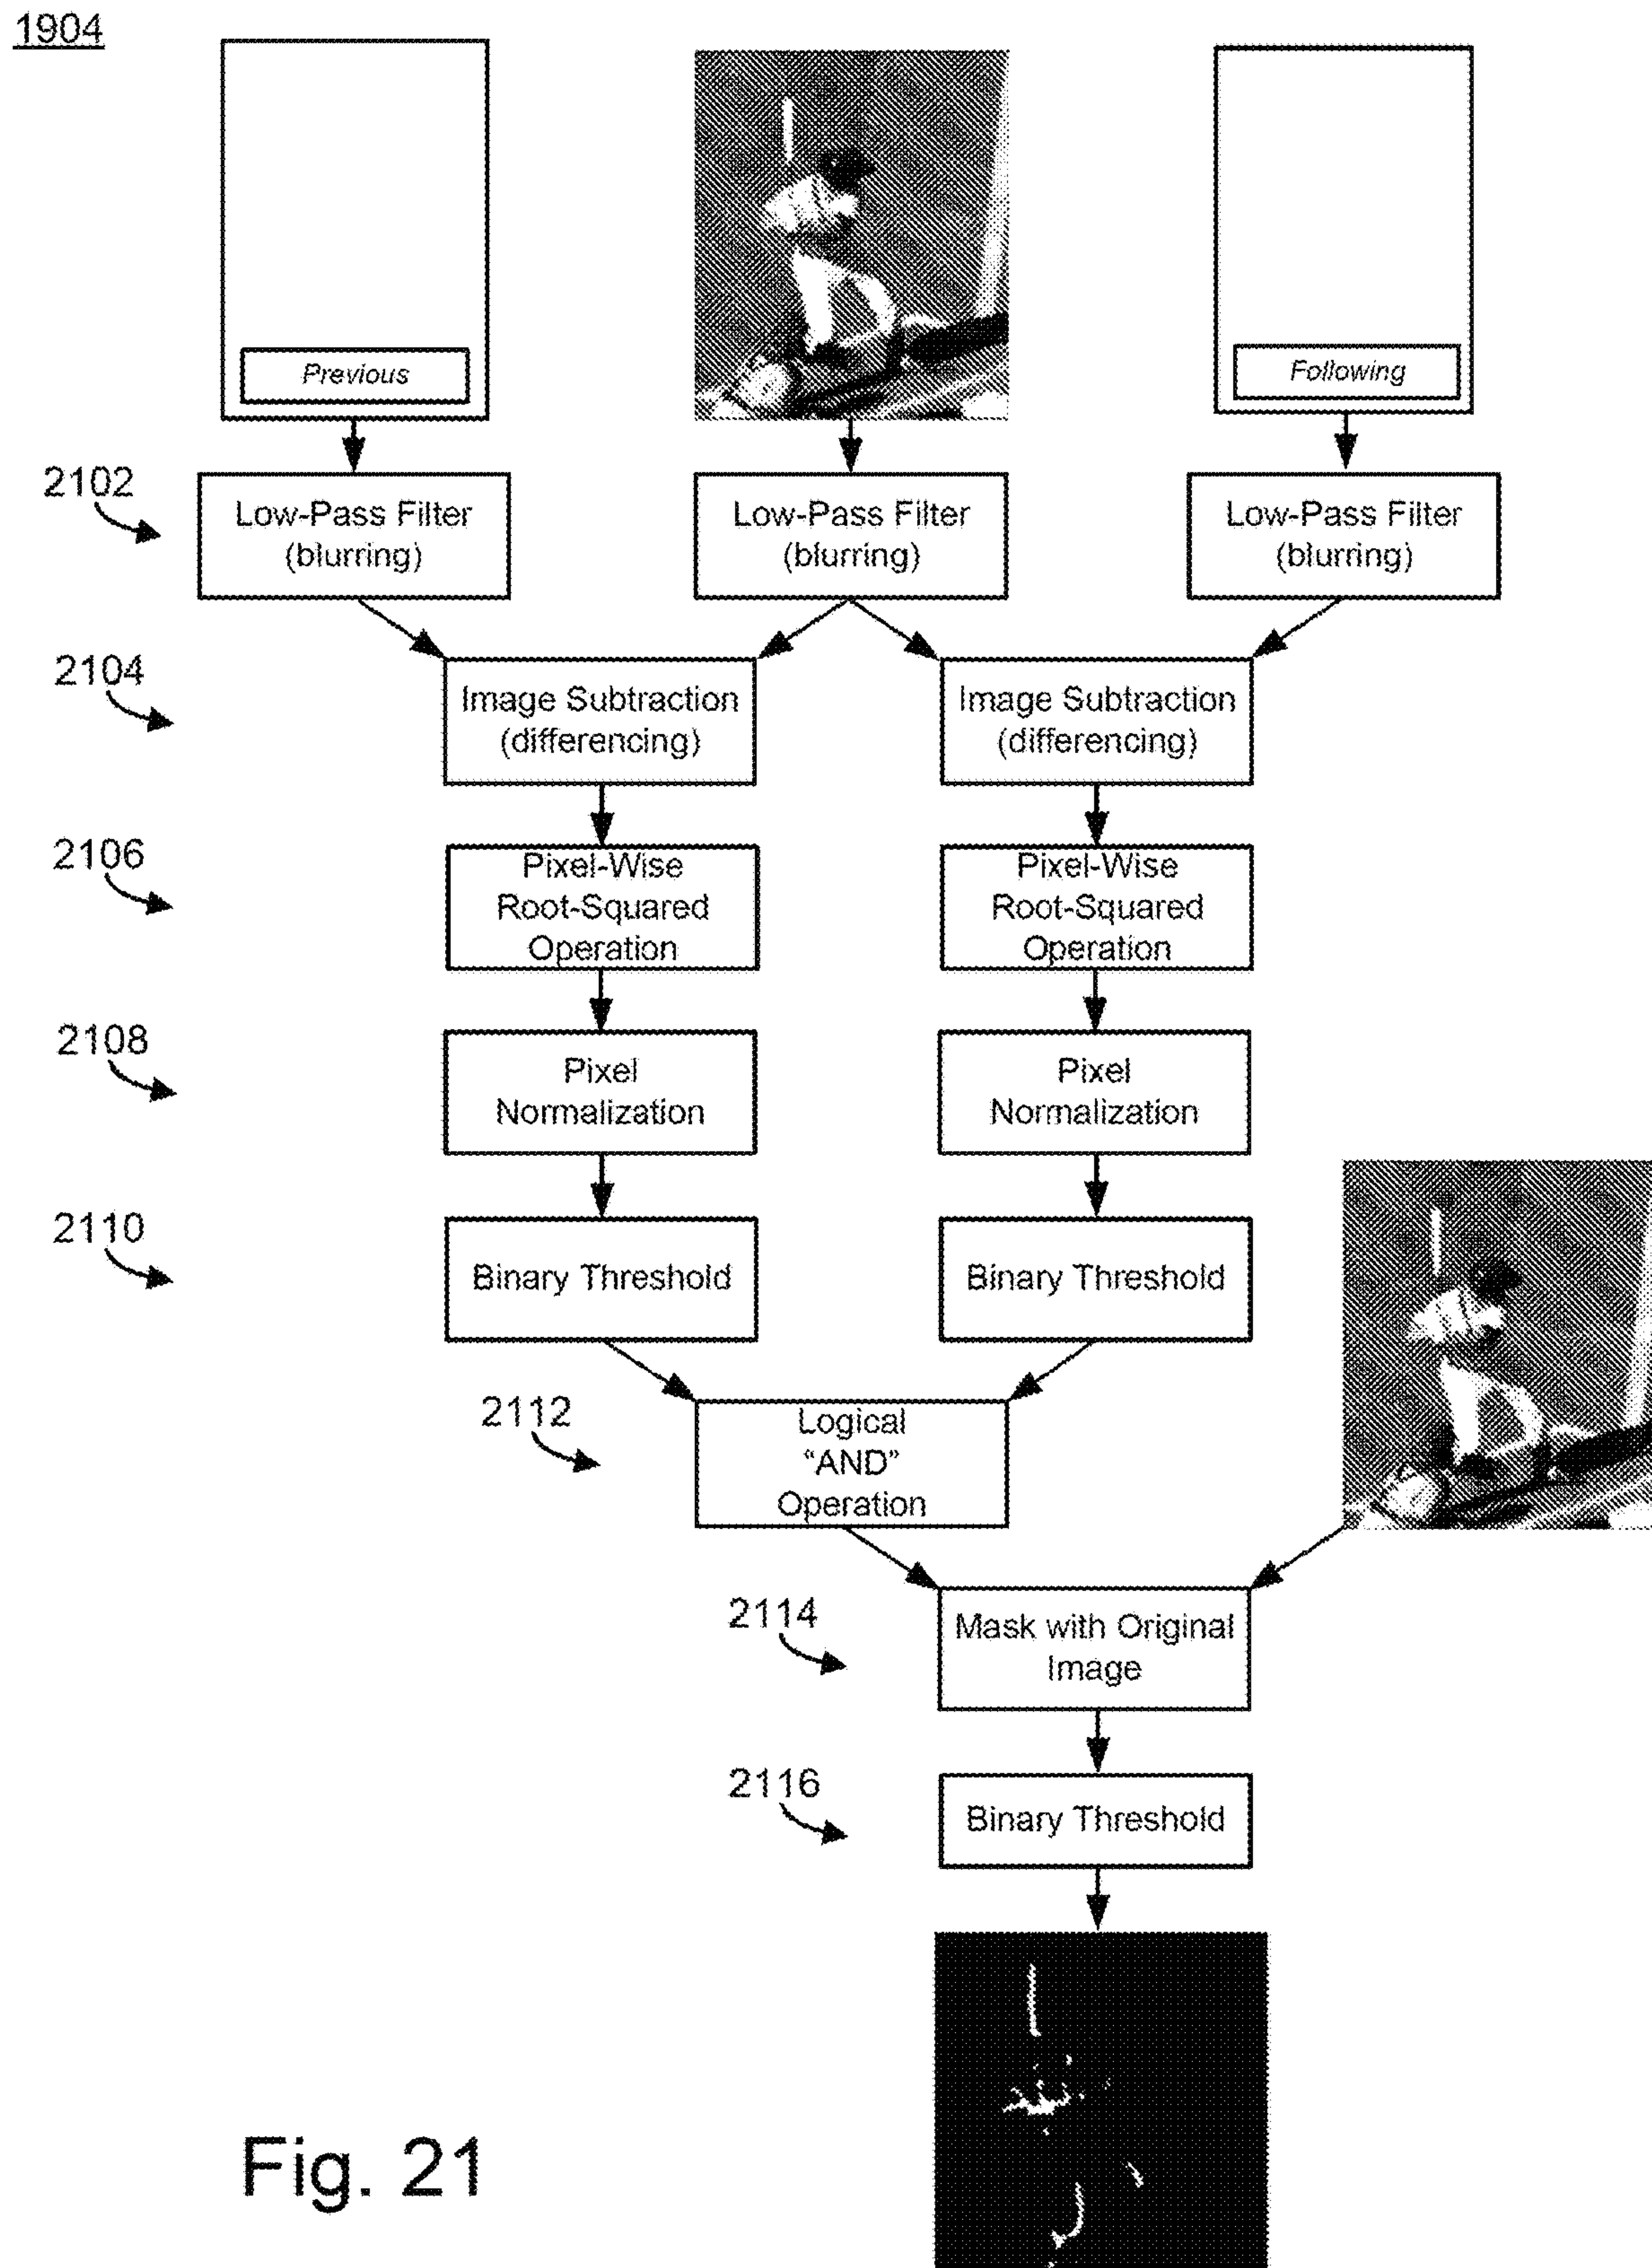 1904
Previous
Following
2102
Low-Pass Filter
(blurring)
Low-Pass Filter
(blurring)
Low-Pass Filter
(blurring)
2104
Image Subtraction
(differencing)
Image Subtraction
(differencing)
2106
Pixel-Wise
Root-Squared
Operation
Pixel-Wise
Root-Squared
Operation
2108
Pixel
Normalization
Pixel
Normalization
2110
Binary Threshold
Binary Threshold
2112
Logical
“AND”
Operation
2114
Mask with Original
Image
2116
Binary Threshold
Fig. 21